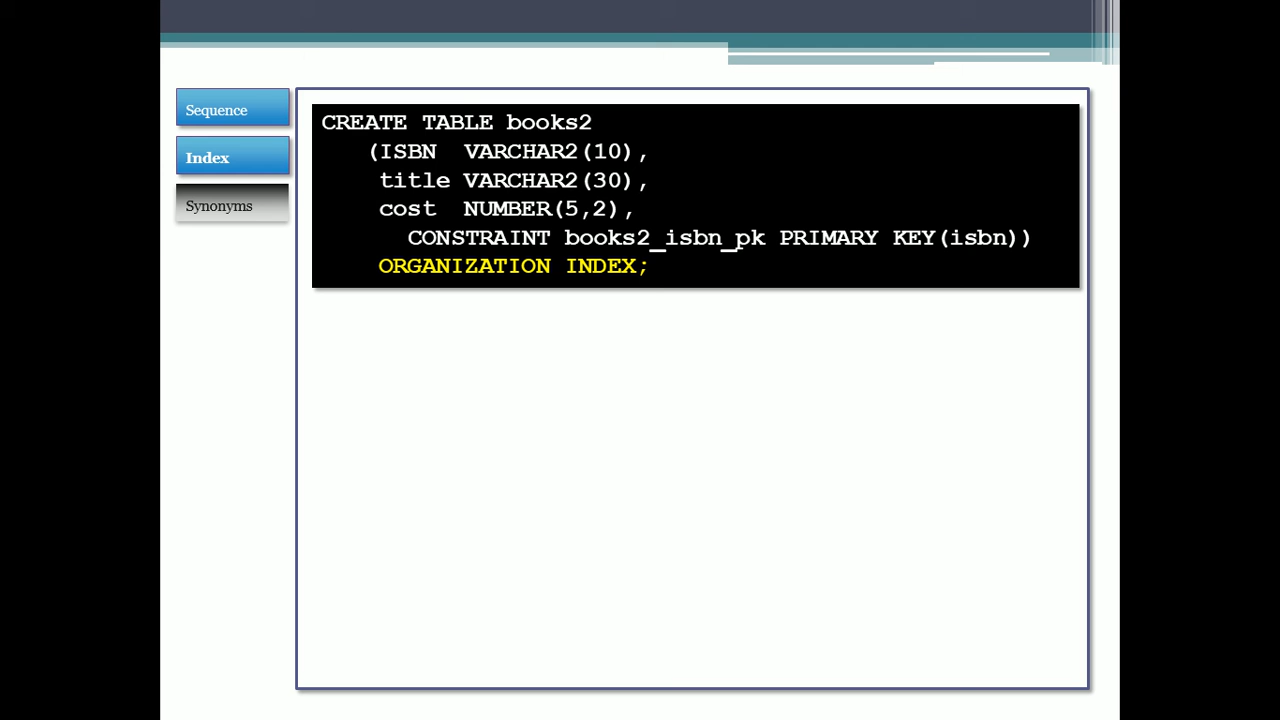 Sequence
Index
Synonyms
CREATE TABLE books2
(ISBN VARCHAR2(10),
title VARCHAR2(30),
cost NUMBER(5,2),
CONSTRAINT books2_isbn_pk PRIMARY KEY(isbn))
ORGANIZATION INDEX;